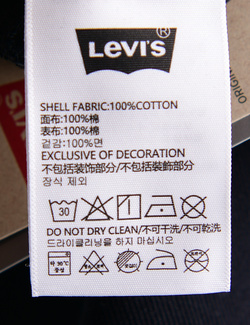 LEVI'S®
SHELL FABRIC:100%COTTON
面布:100%棉
表布:100%棉
겉감:100%면
EXCLUSIVE OF DECORATION
不包括装饰部分/不包括裝飾部分
장식 제외
30
DO NOT DRY CLEAN/不可干洗/不可乾洗
드라이클리닝을 하지 마십시오
중성
ORIGIN